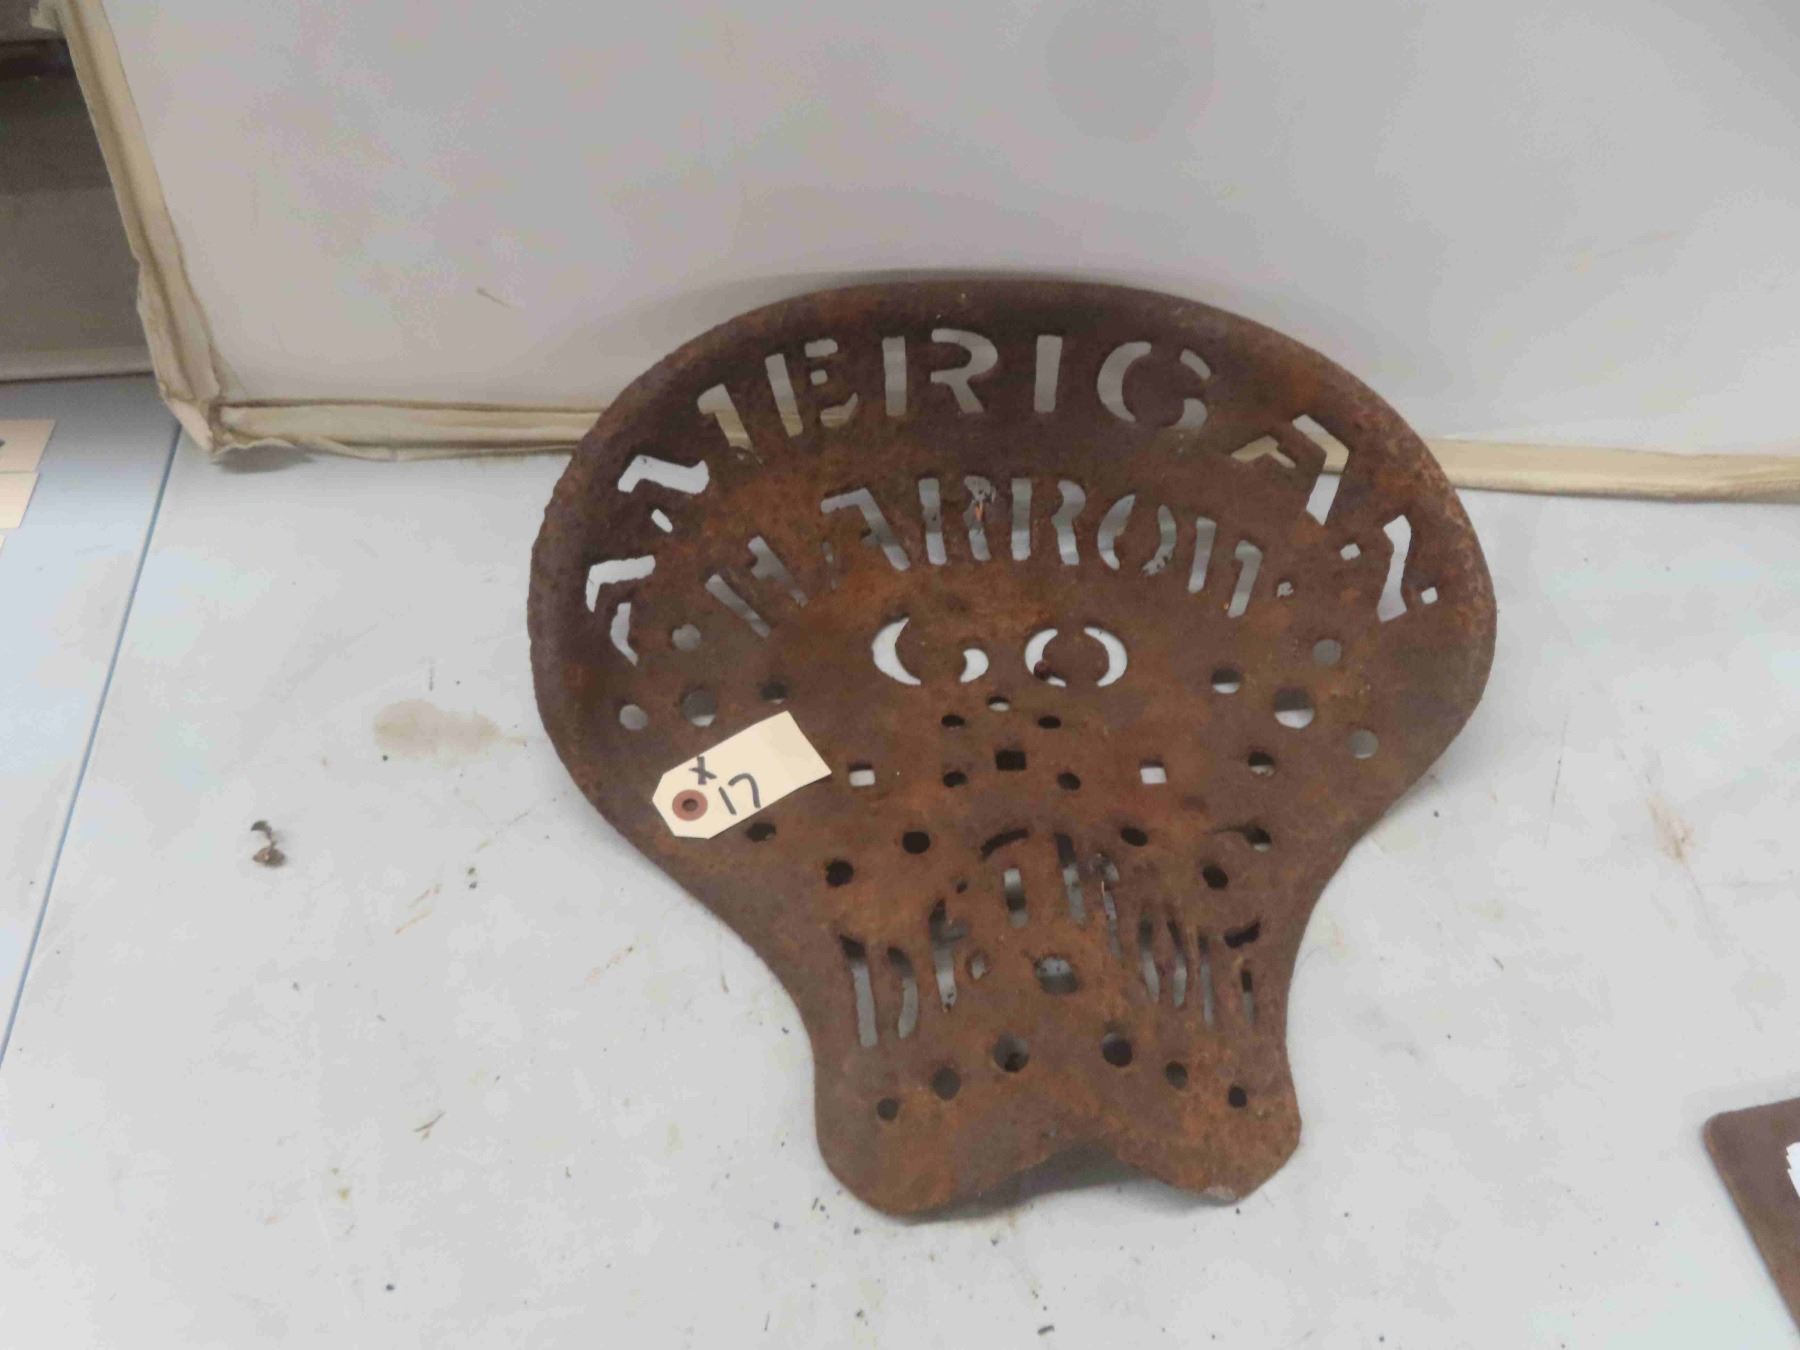 AMERICAN
HARROW
CO
DETROIT
X
17